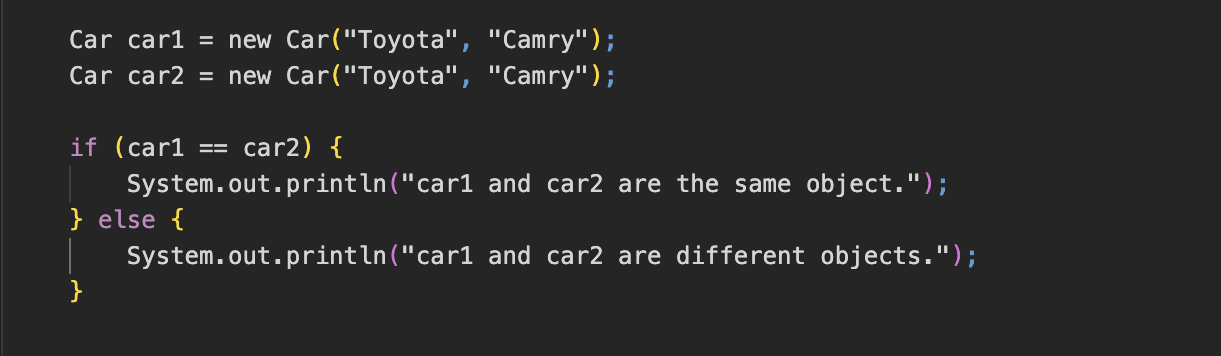 Car car1 = new Car("Toyota", "Camry");
Car car2 = new Car("Toyota", "Camry");

if (car1 == car2) {
    System.out.println("car1 and car2 are the same object.");
} else {
    System.out.println("car1 and car2 are different objects.");
}